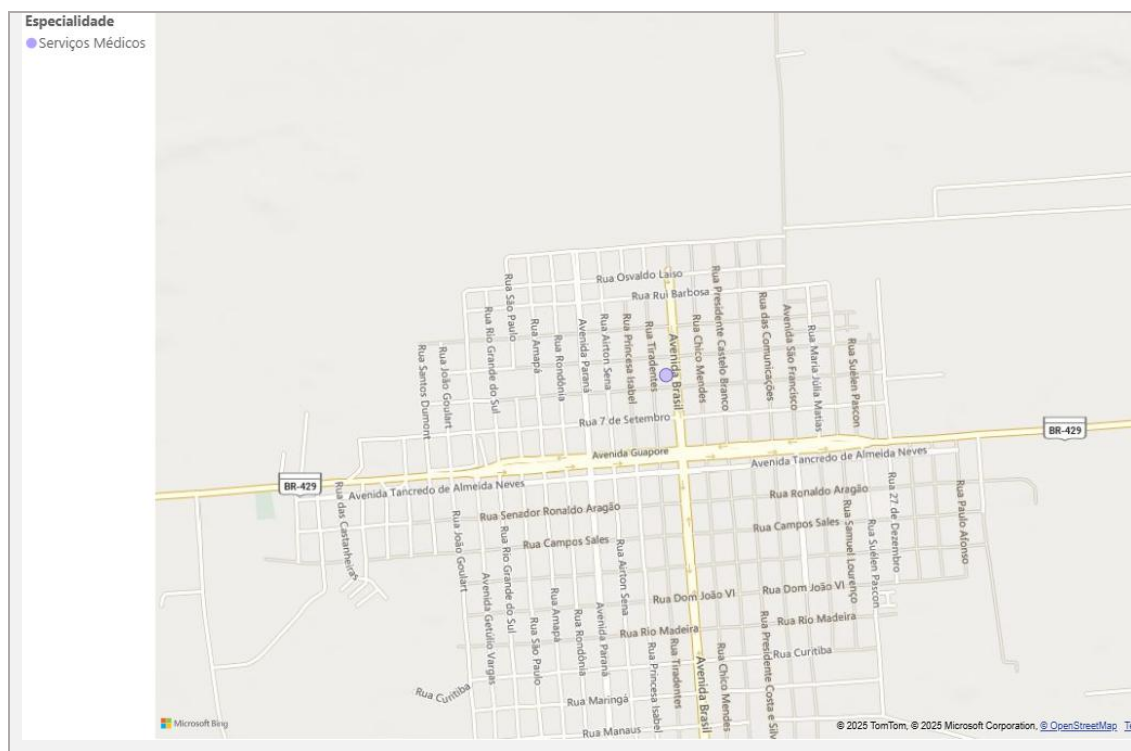 Especialidade
Serviços Médicos
Rua Osvaldo Laiso
Rua Rui Barbosa
Rua São Paulo
Rua Rio Grande do Sul
Rua Amapá
Rua Rondônia
Avenida Paraná
Rua Airton Sena
Rua Princesa Isabel
Rua Tiradentes
Avenida Brasil
Rua Chico Mendes
Rua Presidente Castelo Branco
Rua das Comunicações
Avenida São Francisco
Rua Maria Júlia Matias
Rua Suélen Pascon
Rua Santos Dumont
Rua João Goulart
Rua 7 de Setembro
BR-429
Avenida Guapore
Avenida Tancredo de Almeida Neves
BR-429
Avenida Tancredo de Almeida Neves
Rua das Castanheiras
Rua Senador Ronaldo Aragão
Rua Ronaldo Aragão
Rua 27 de Dezembro
Rua Paulo Afonso
Rua Campos Sales
Rua Campos Sales
Rua João Goulart
Rua Rio Grande do Sul
Rua Airton Sena
Rua Samuel Lourenço
Rua Suélen Pascon
Avenida Getúlio Vargas
Rua Dom João VI
Rua Dom João VI
Rua São Paulo
Rua Amapá
Rua Rondônia
Avenida Paraná
Rua Rio Madeira
Rua Rio Madeira
Rua Princesa Isabel
Rua Tiradentes
Avenida Brasil
Rua Chico Mendes
Rua Presidente Costa e Silv
Rua Curitiba
Rua Curitiba
Rua Maringá
Rua Manaus
Microsoft Bing
© 2025 TomTom, © 2025 Microsoft Corporation, © OpenStreetMap Te